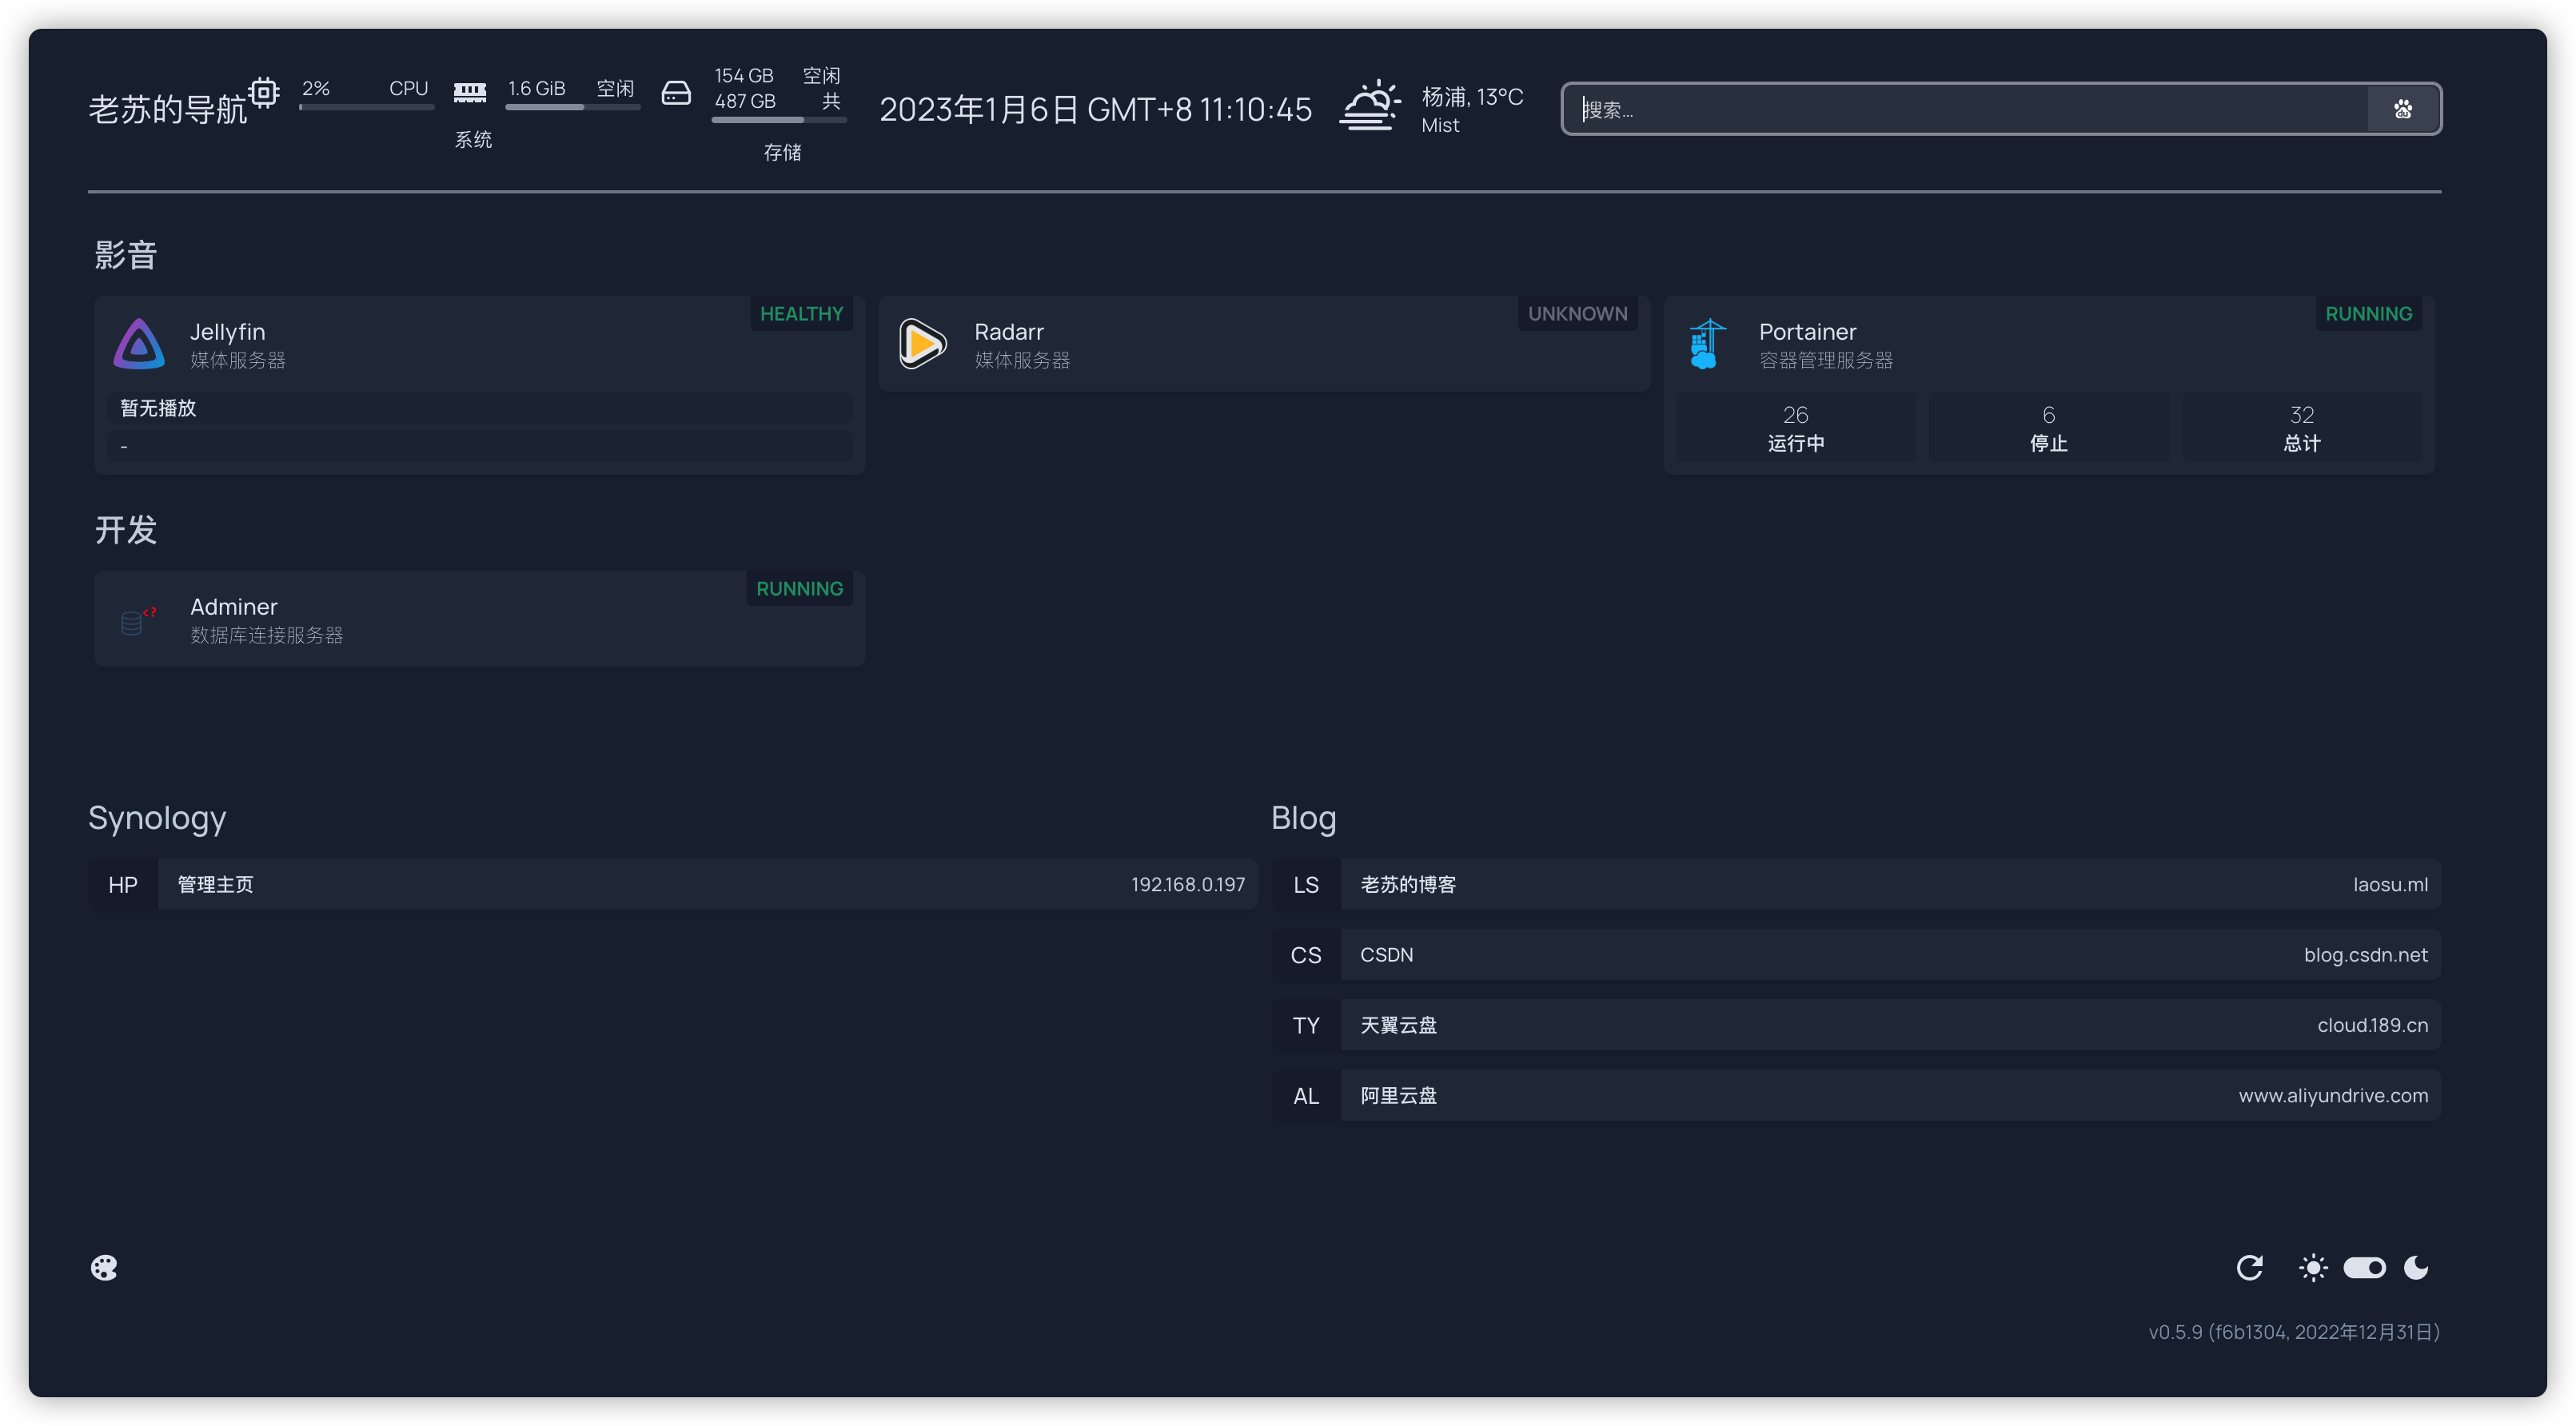 老苏的导航
2% CPU
1.6 GiB 空闲
系统
154 GB 空闲
487 GB 共
存储
2023年1月6日 GMT+8 11:10:45
杨浦, 13°C
Mist
搜索...
影音
Jellyfin
媒体服务器
HEALTHY
暂无播放
-
Radarr
媒体服务器
UNKNOWN
Portainer
容器管理服务器
RUNNING
26
运行中
6
停止
32
总计
开发
Adminer
数据库连接服务器
RUNNING
Synology
HP 管理主页 192.168.0.197
Blog
LS 老苏的博客 laosu.ml
CS CSDN blog.csdn.net
TY 天翼云盘 cloud.189.cn
AL 阿里云盘 www.aliyundrive.com
v0.5.9 (f6b1304, 2022年12月31日)